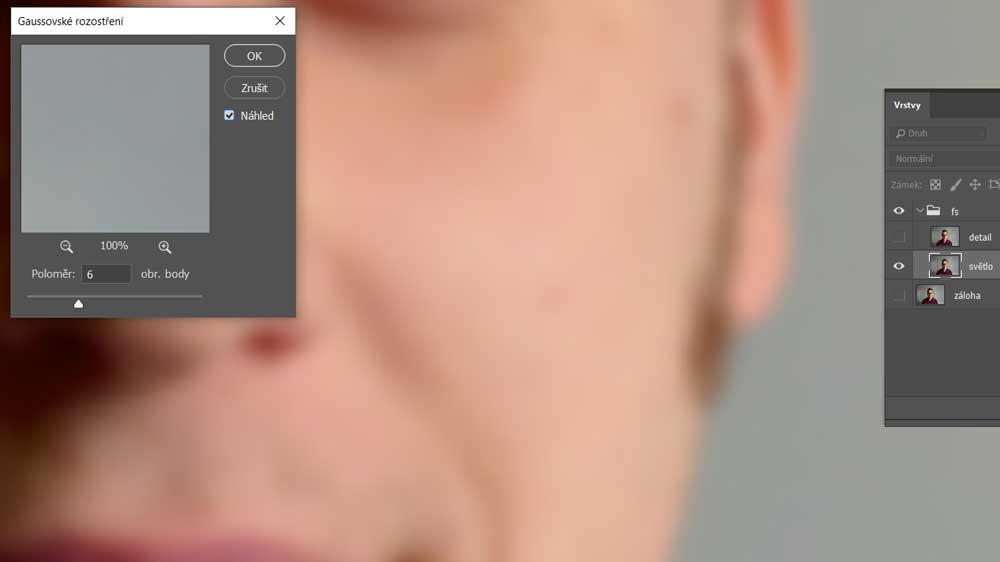 Gaussovské rozostření
OK
Zrušit
Náhled
100%
Poloměr: 6 obr. body
Vrstvy
Druh
Normální
Zámek:
fs
detail
světlo
záloha